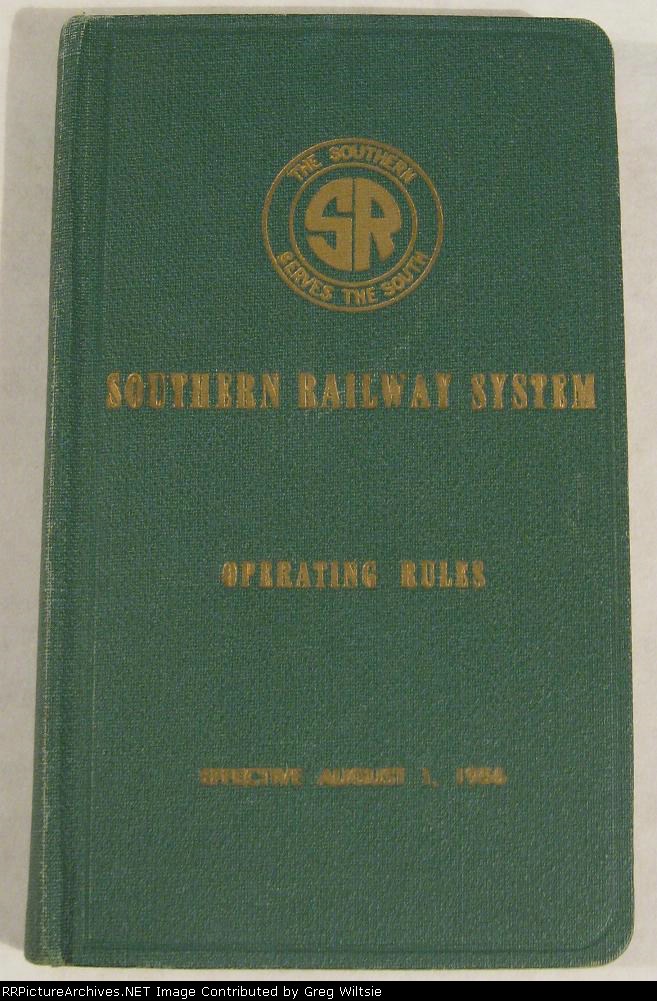 THE SOUTHERN
SR
SERVES THE SOUTH
SOUTHERN RAILWAY SYSTEM
OPERATING RULES
EFFECTIVE AUGUST 1, 1956
RRPictureArchives.NET Image Contributed by Greg Wiltsie